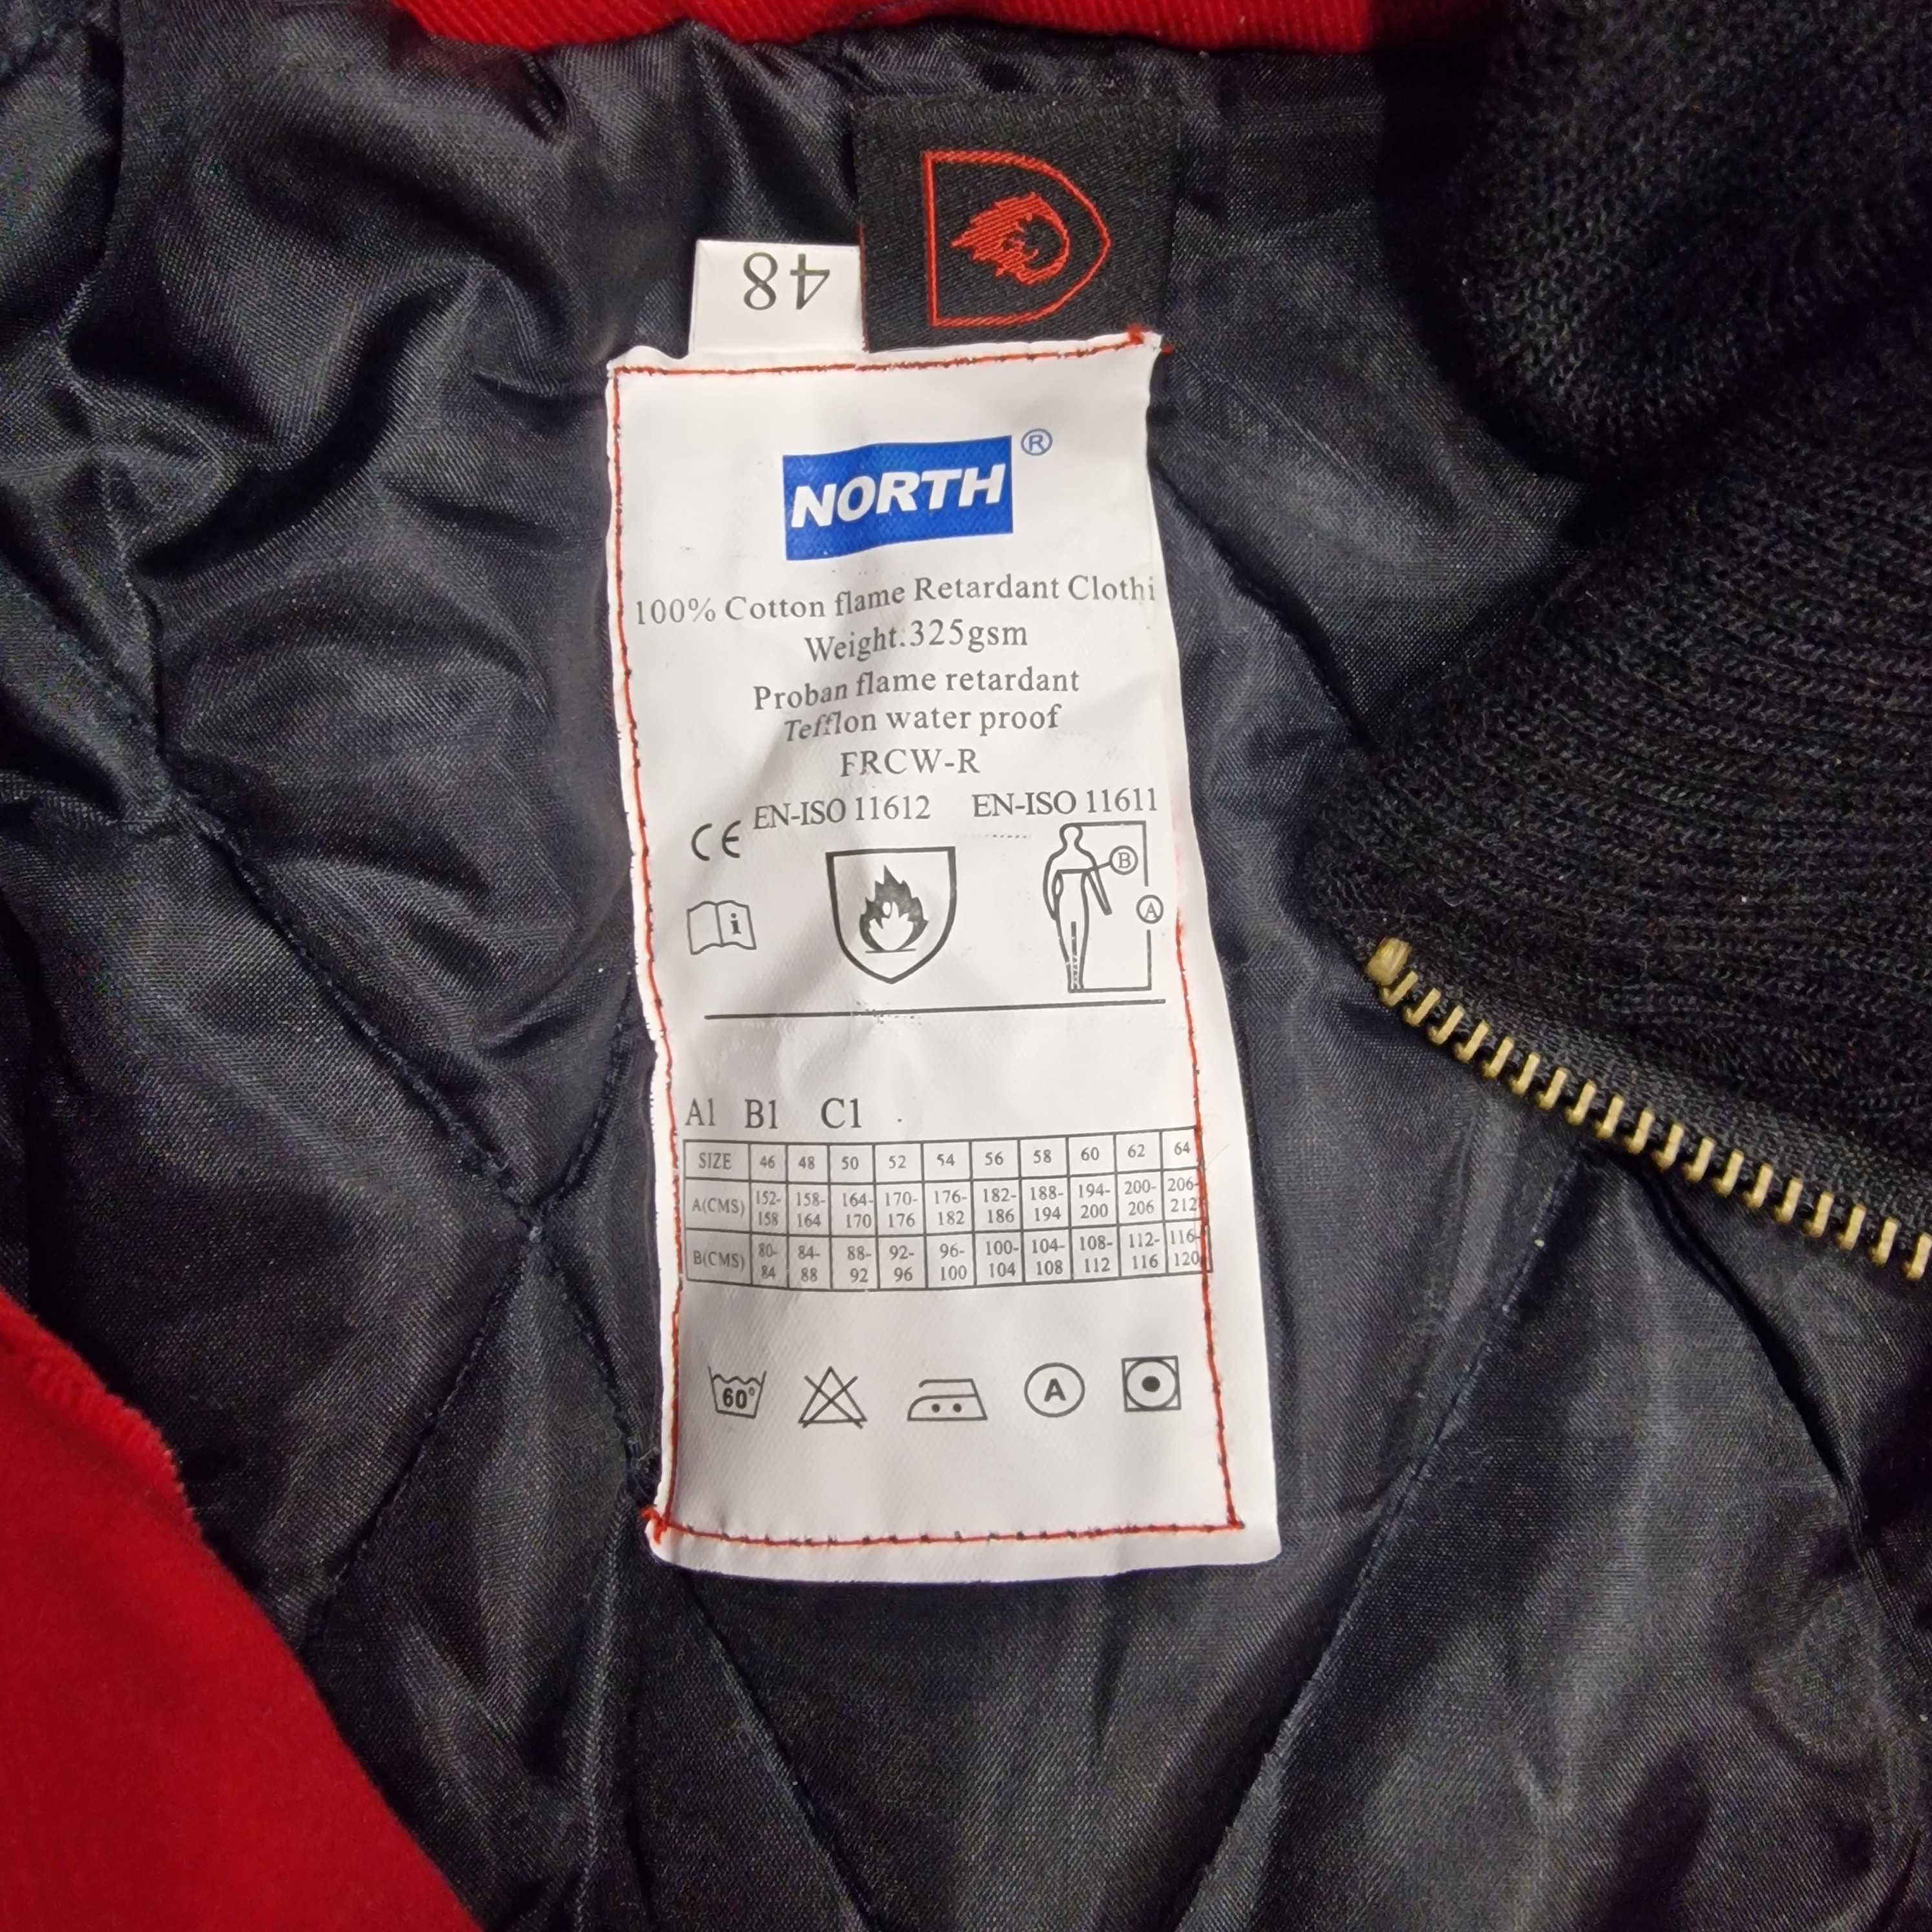 48
NORTH ®
100% Cotton flame Retardant Clothi
Weight:325gsm
Proban flame retardant
Tefflon water proof
FRCW-R
CE EN-ISO 11612 EN-ISO 11611
B
A
i
A1 B1 C1
SIZE 46 48 50 52 54 56 58 60 62 64
A(CMS) 152-158 158-164 164-170 170-176 176-182 182-186 188-194 194-200 200-206 206-212
B(CMS) 80-84 84-88 88-92 92-96 96-100 100-104 104-108 108-112 112-116 116-120
60° A